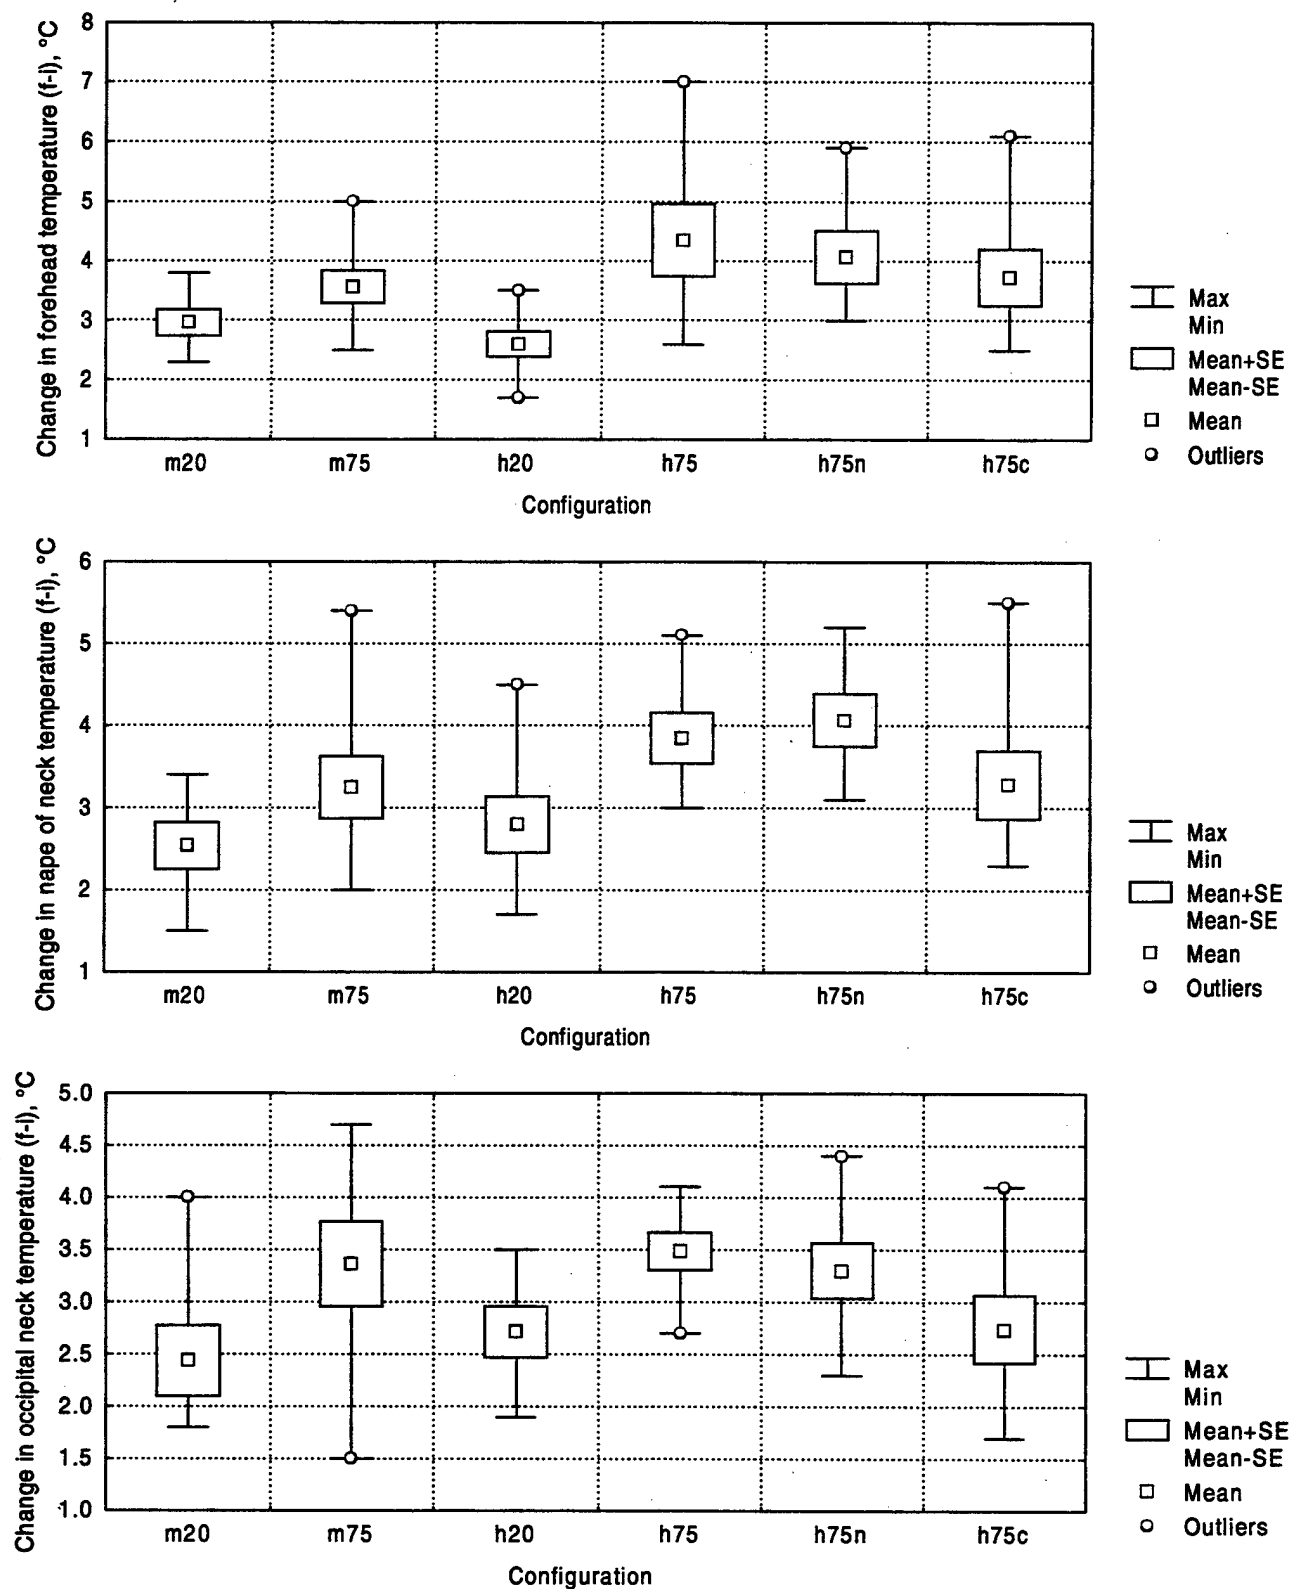 Change in forehead temperature (f-i), °C
8
7
6
5
4
3
2
1
m20 m75 h20 h75 h75n h75c
Configuration
Max
Min
Mean+SE
Mean-SE
Mean
Outliers
Change in nape of neck temperature (f-i), °C
6
5
4
3
2
1
m20 m75 h20 h75 h75n h75c
Configuration
Max
Min
Mean+SE
Mean-SE
Mean
Outliers
Change in occipital neck temperature (f-i), °C
5.0
4.5
4.0
3.5
3.0
2.5
2.0
1.5
1.0
m20 m75 h20 h75 h75n h75c
Configuration
Max
Min
Mean+SE
Mean-SE
Mean
Outliers